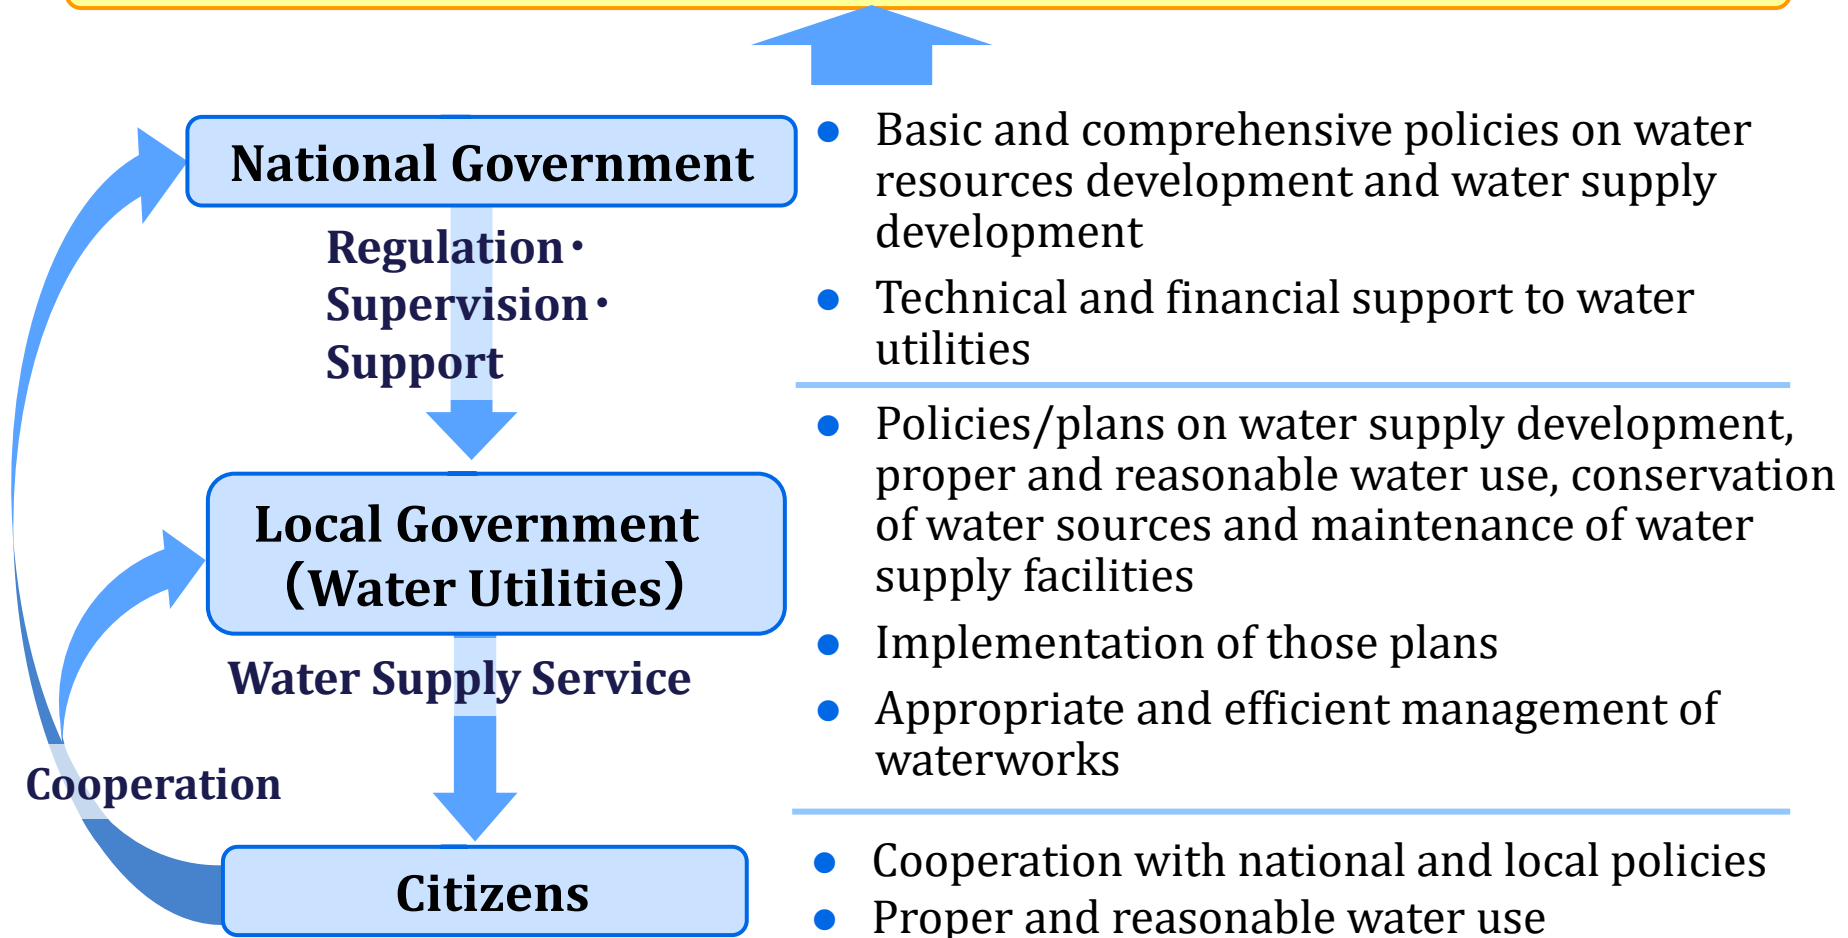 National Government
Regulation・
Supervision・
Support
Local Government
（Water Utilities）
Water Supply Service
Cooperation
Citizens
● Basic and comprehensive policies on water
resources development and water supply
development
● Technical and financial support to water
utilities
● Policies/plans on water supply development,
proper and reasonable water use, conservation
of water sources and maintenance of water
supply facilities
● Implementation of those plans
● Appropriate and efficient management of
waterworks
● Cooperation with national and local policies
● Proper and reasonable water use